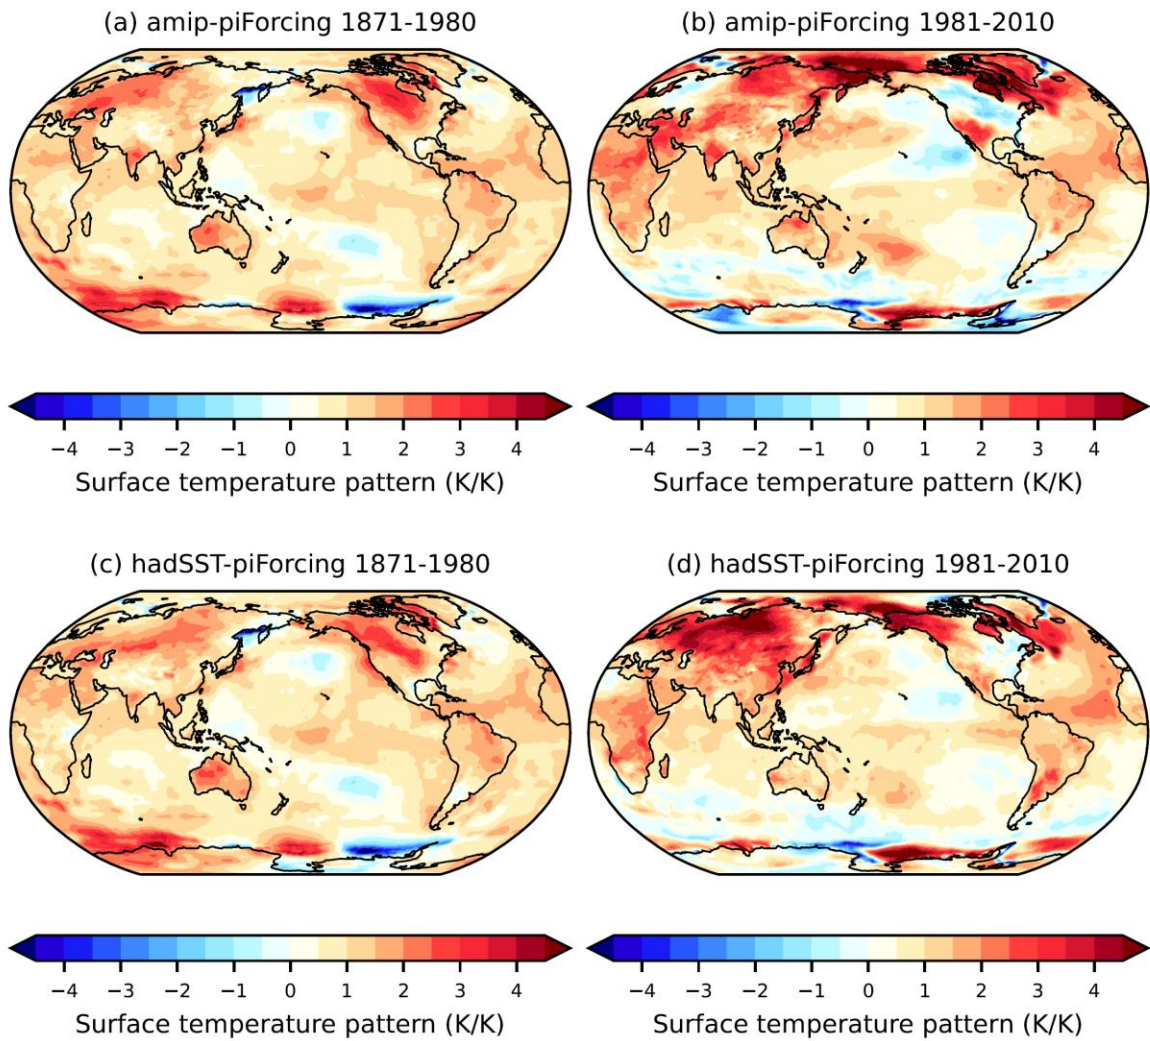 (a) amip-piForcing 1871-1980
(b) amip-piForcing 1981-2010
−4 −3 −2 −1 0 1 2 3 4
Surface temperature pattern (K/K)
−4 −3 −2 −1 0 1 2 3 4
Surface temperature pattern (K/K)
(c) hadSST-piForcing 1871-1980
(d) hadSST-piForcing 1981-2010
−4 −3 −2 −1 0 1 2 3 4
Surface temperature pattern (K/K)
−4 −3 −2 −1 0 1 2 3 4
Surface temperature pattern (K/K)